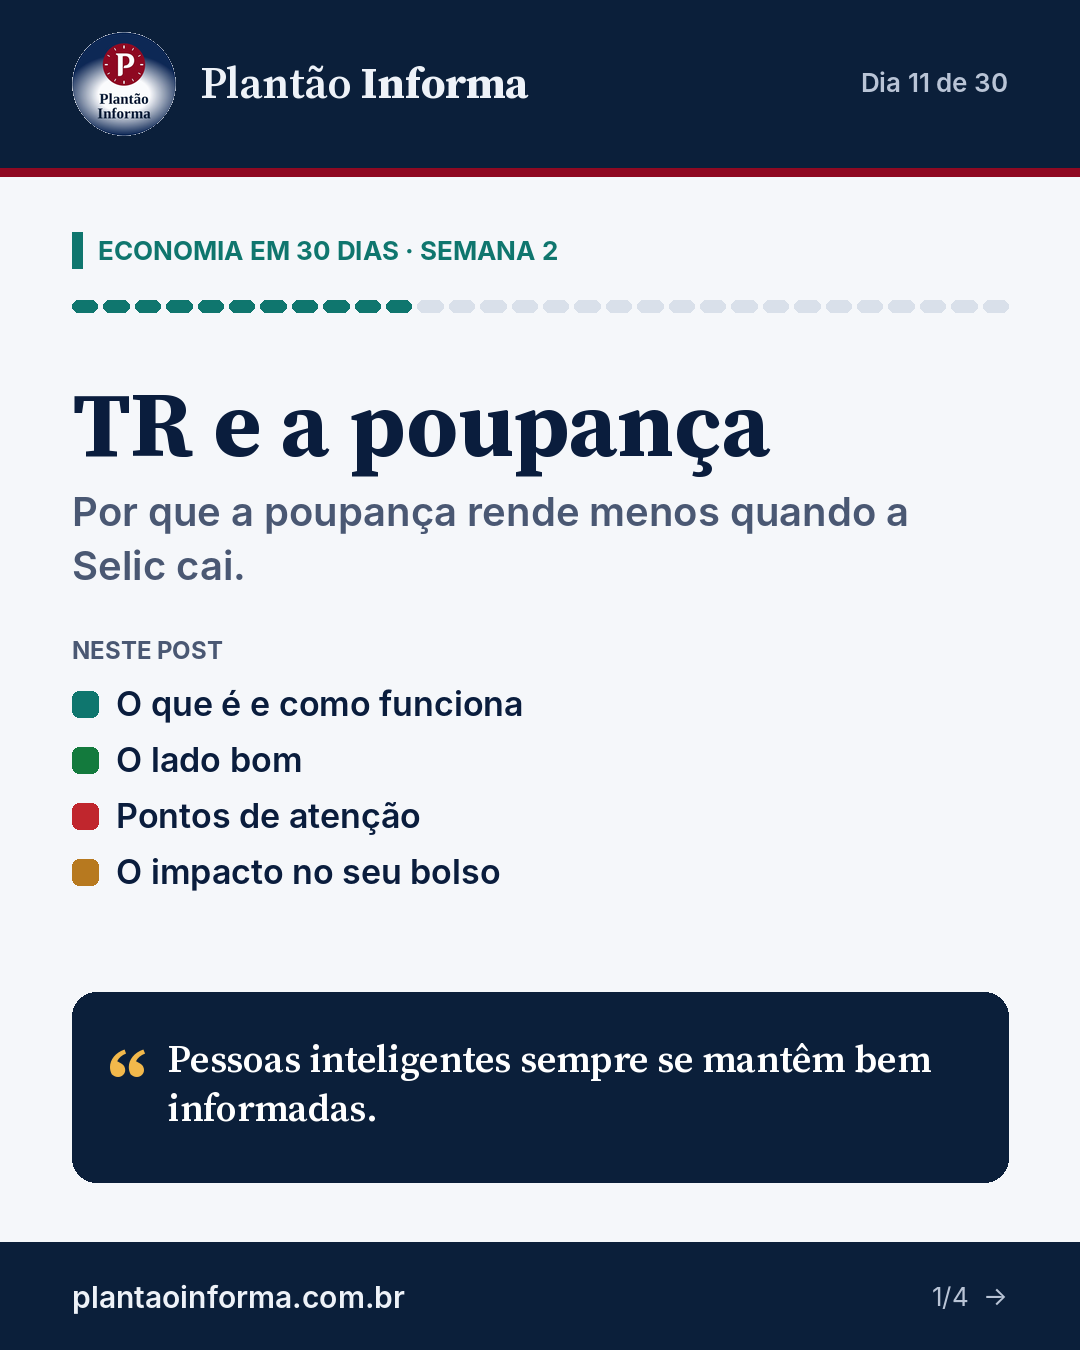 P
Plantão
Informa
Plantão Informa
Dia 11 de 30
ECONOMIA EM 30 DIAS · SEMANA 2
TR e a poupança
Por que a poupança rende menos quando a
Selic cai.
NESTE POST
O que é e como funciona
O lado bom
Pontos de atenção
O impacto no seu bolso
“ Pessoas inteligentes sempre se mantêm bem
informadas.
plantaoinforma.com.br
1/4 →